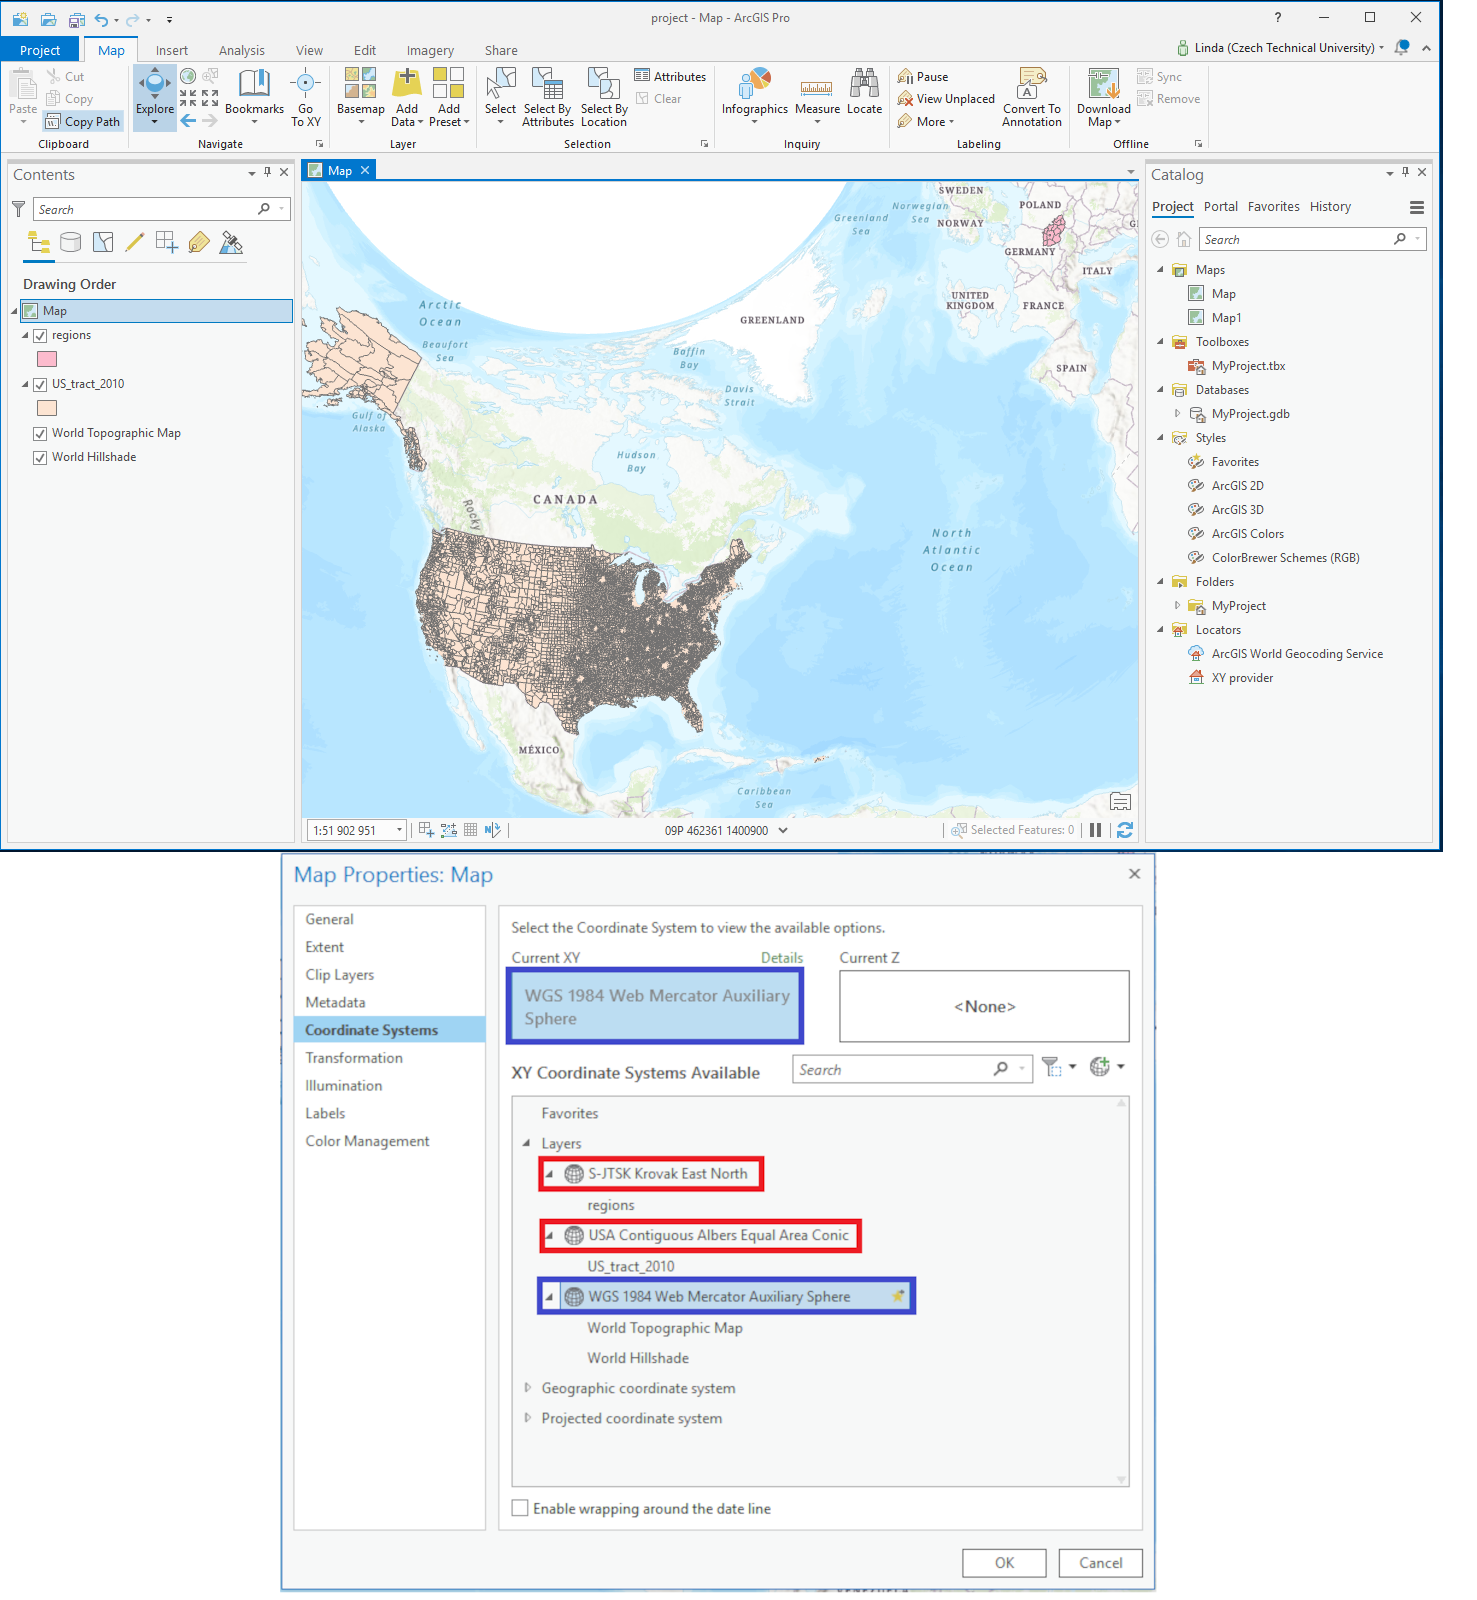 project - Map - ArcGIS Pro
?
Project Map Insert Analysis View Edit Imagery Share
Linda (Czech Technical University)
Paste
Cut
Copy
Copy Path
Clipboard
Explore
Bookmarks
Go
To XY
Navigate
Basemap
Add
Data
Add
Preset
Layer
Select
Select By
Attributes
Select By
Location
Attributes
Clear
Selection
Infographics
Measure
Locate
Inquiry
Pause
View Unplaced
More
Convert To
Annotation
Labeling
Download
Map
Sync
Remove
Offline
Contents
Search
Drawing Order
Map
regions
US_tract_2010
World Topographic Map
World Hillshade
Map
SWEDEN
Norwegian
Sea
POLAND
Greenland
Sea
NORWAY
GERMANY
ITALY
UNITED
KINGDOM
FRANCE
Arctic
Ocean
GREENLAND
Beaufort
Sea
Baffin
Bay
SPAIN
Davis
Strait
Gulf of
Alaska
Hudson
Bay
CANADA
Rocky
North
Atlantic
Ocean
MÉXICO
Caribbean
Sea
1:51 902 951
09P 462361 1400900
Selected Features: 0
Catalog
Project Portal Favorites History
Search
Maps
Map
Map1
Toolboxes
MyProject.tbx
Databases
MyProject.gdb
Styles
Favorites
ArcGIS 2D
ArcGIS 3D
ArcGIS Colors
ColorBrewer Schemes (RGB)
Folders
MyProject
Locators
ArcGIS World Geocoding Service
XY provider
Map Properties: Map
General
Extent
Clip Layers
Metadata
Coordinate Systems
Transformation
Illumination
Labels
Color Management
Select the Coordinate System to view the available options.
Current XY
Details
Current Z
WGS 1984 Web Mercator Auxiliary
Sphere
<None>
XY Coordinate Systems Available
Search
Favorites
Layers
S-JTSK Krovak East North
regions
USA Contiguous Albers Equal Area Conic
US_tract_2010
WGS 1984 Web Mercator Auxiliary Sphere
World Topographic Map
World Hillshade
Geographic coordinate system
Projected coordinate system
Enable wrapping around the date line
OK
Cancel